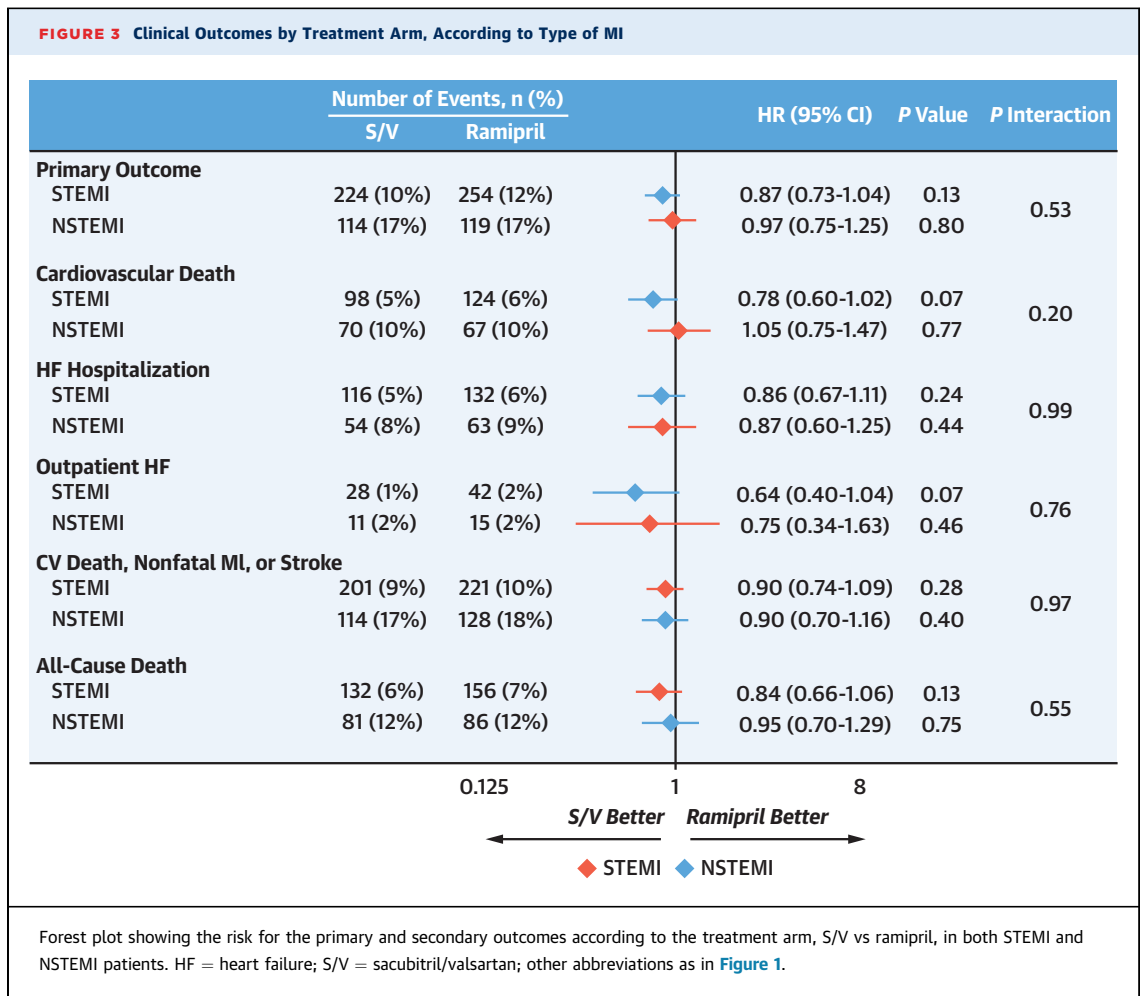 FIGURE 3 Clinical Outcomes by Treatment Arm, According to Type of MI
Number of Events, n (%)
S/V Ramipril HR (95% CI) P Value P Interaction
Primary Outcome
STEMI 224 (10%) 254 (12%) 0.87 (0.73-1.04) 0.13
NSTEMI 114 (17%) 119 (17%) 0.97 (0.75-1.25) 0.80
0.53
Cardiovascular Death
STEMI 98 (5%) 124 (6%) 0.78 (0.60-1.02) 0.07
NSTEMI 70 (10%) 67 (10%) 1.05 (0.75-1.47) 0.77
0.20
HF Hospitalization
STEMI 116 (5%) 132 (6%) 0.86 (0.67-1.11) 0.24
NSTEMI 54 (8%) 63 (9%) 0.87 (0.60-1.25) 0.44
0.99
Outpatient HF
STEMI 28 (1%) 42 (2%) 0.64 (0.40-1.04) 0.07
NSTEMI 11 (2%) 15 (2%) 0.75 (0.34-1.63) 0.46
0.76
CV Death, Nonfatal Ml, or Stroke
STEMI 201 (9%) 221 (10%) 0.90 (0.74-1.09) 0.28
NSTEMI 114 (17%) 128 (18%) 0.90 (0.70-1.16) 0.40
0.97
All-Cause Death
STEMI 132 (6%) 156 (7%) 0.84 (0.66-1.06) 0.13
NSTEMI 81 (12%) 86 (12%) 0.95 (0.70-1.29) 0.75
0.55
0.125 1 8
S/V Better Ramipril Better
STEMI NSTEMI
Forest plot showing the risk for the primary and secondary outcomes according to the treatment arm, S/V vs ramipril, in both STEMI and
NSTEMI patients. HF = heart failure; S/V = sacubitril/valsartan; other abbreviations as in Figure 1.